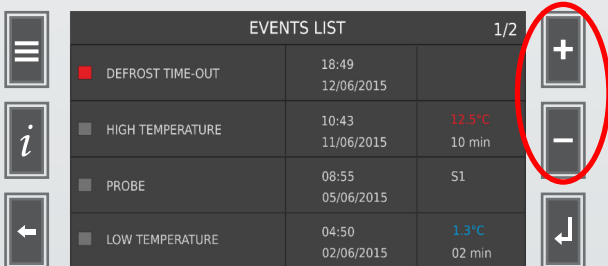 EVENTS LIST 1/2
DEFROST TIME-OUT 18:49
12/06/2015
HIGH TEMPERATURE 10:43 12.5°C
11/06/2015 10 min
PROBE 08:55 S1
05/06/2015
LOW TEMPERATURE 04:50 1.3°C
02/06/2015 02 min
i
+
−